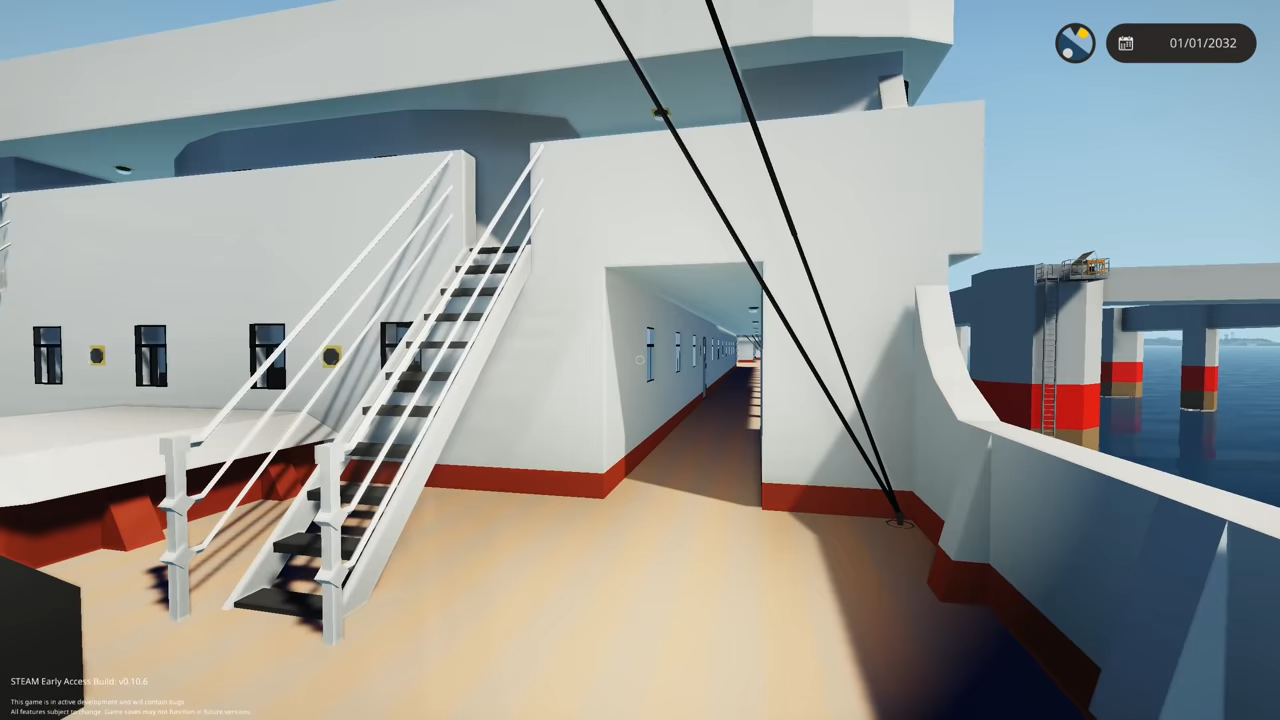 01/01/2032
STEAM Early Access Build: v0.10.6
This game is in active development and will contain bugs
All features subject to change. Game saves may not function in future versions